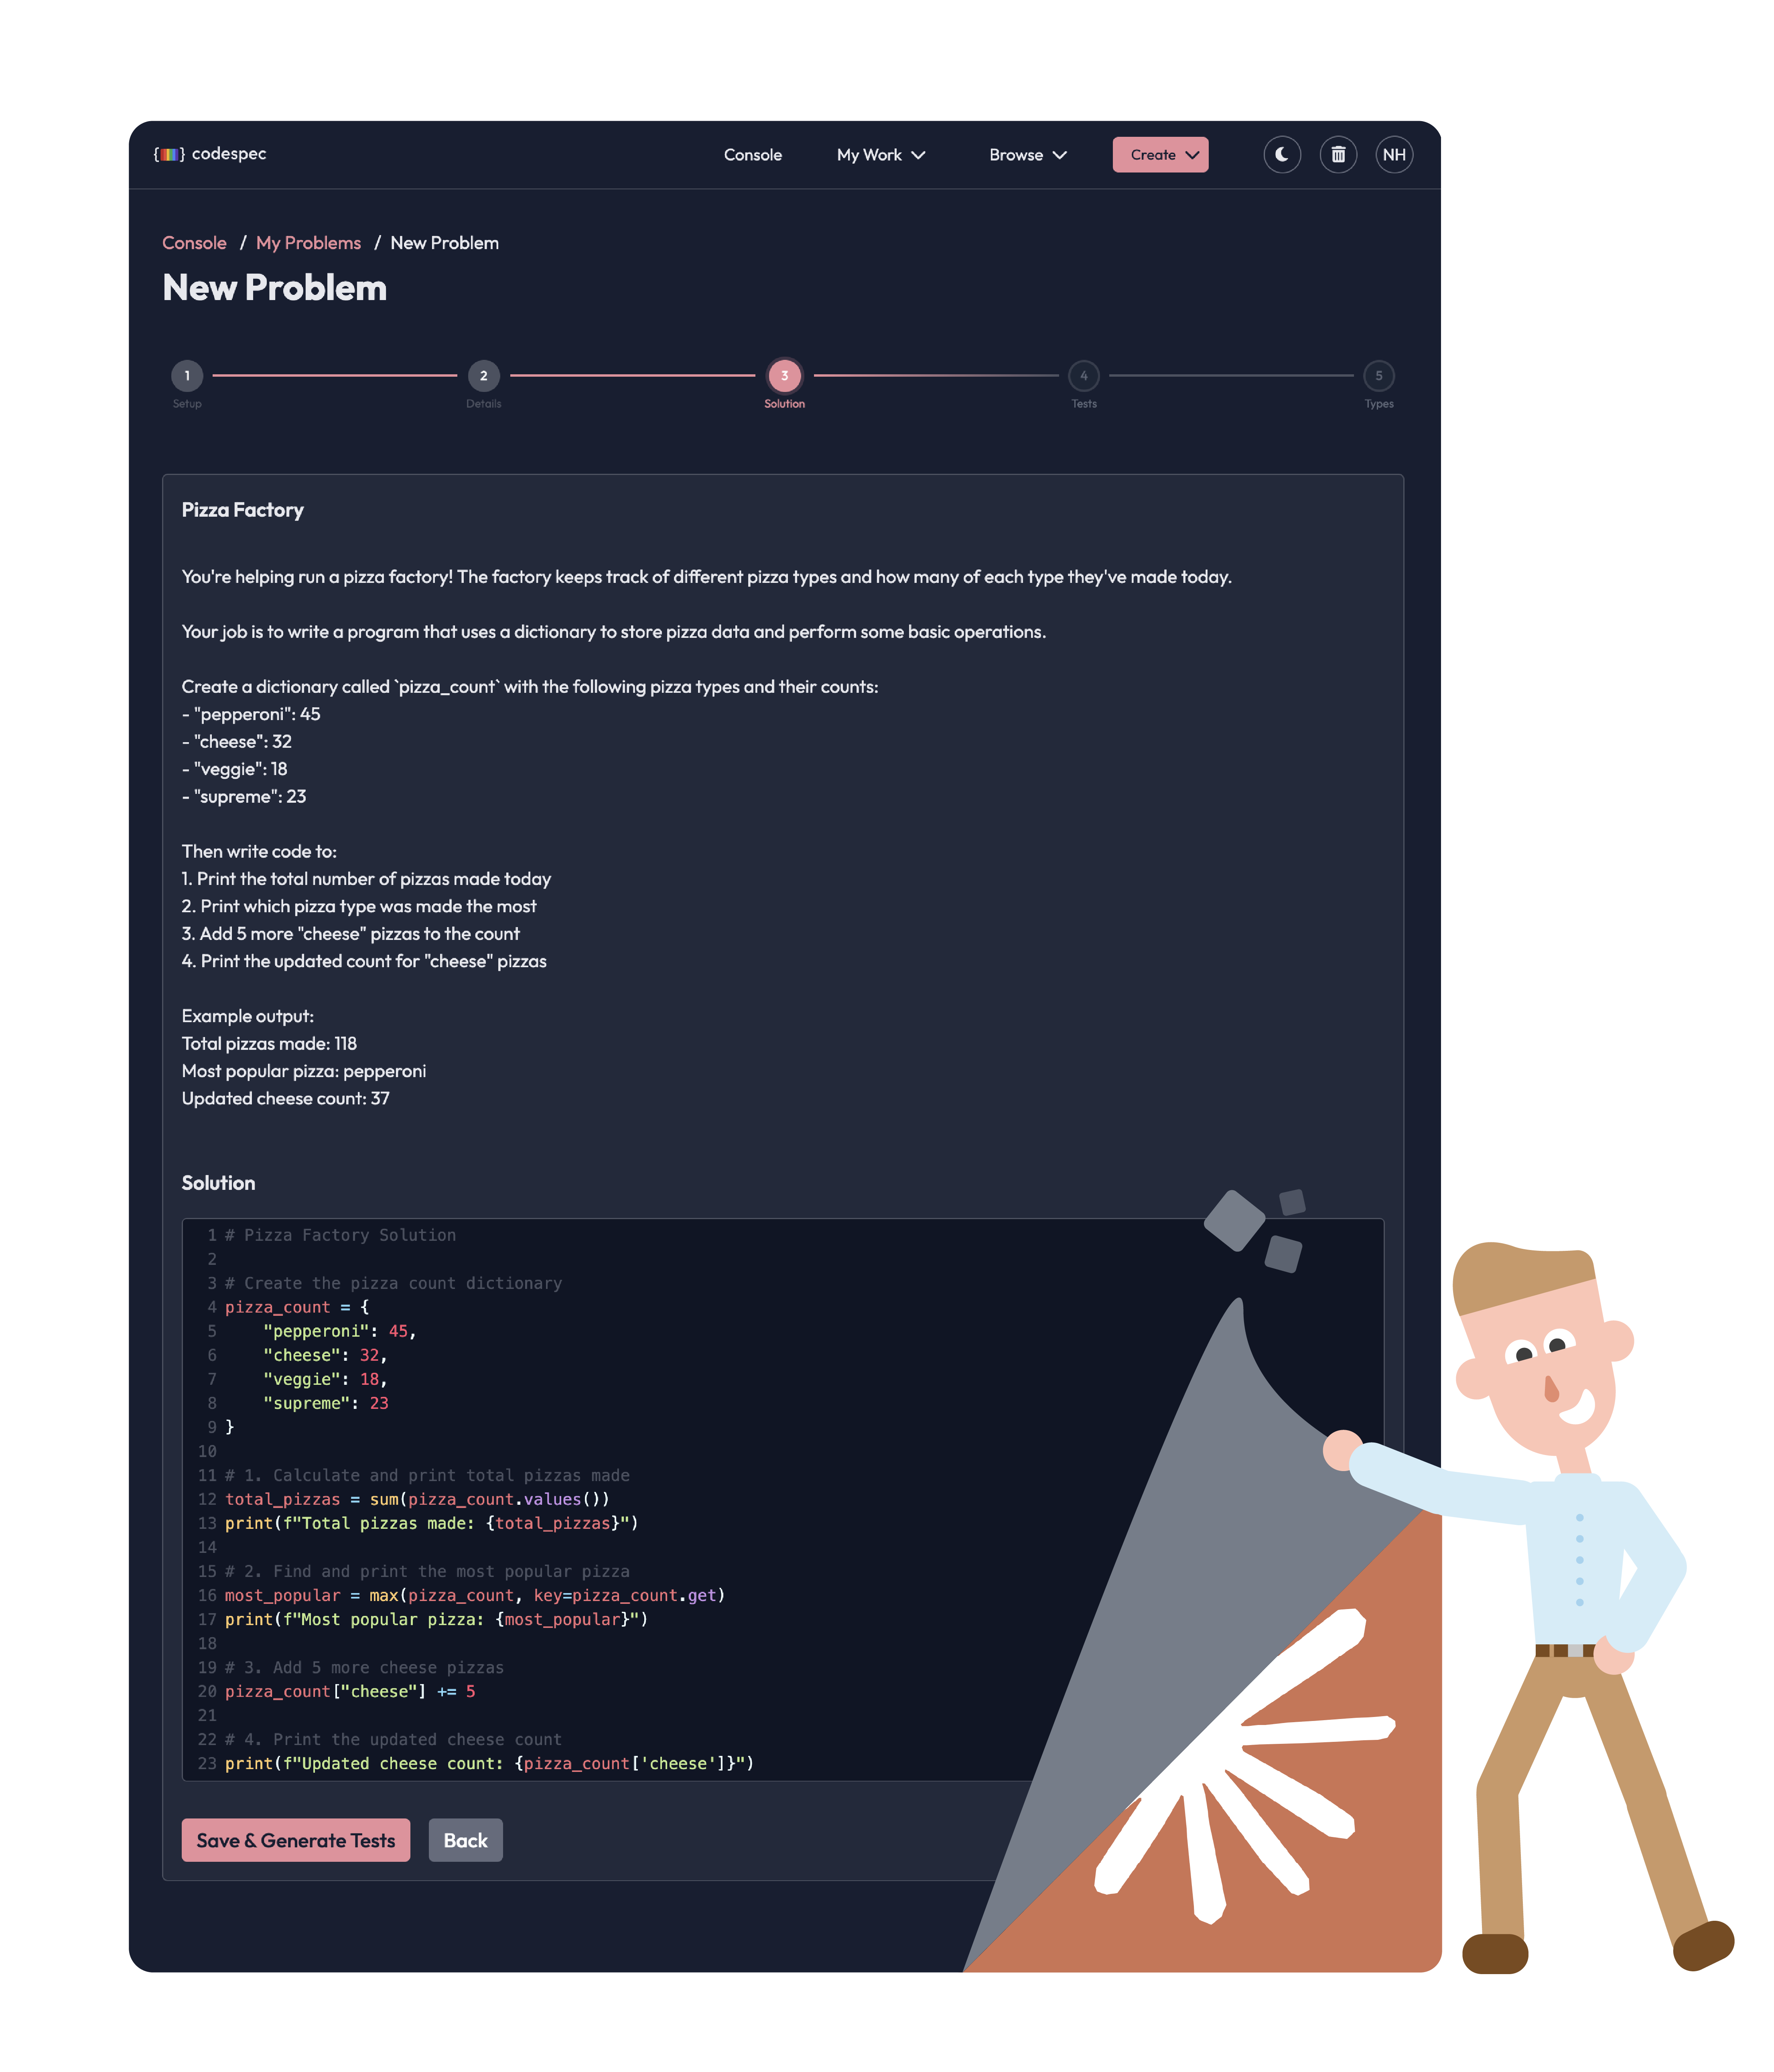 {} codespec
Console My Work Browse Create NH
Console / My Problems / New Problem
New Problem
1 2 3 4 5
Setup Details Solution Tests Types
Pizza Factory
You're helping run a pizza factory! The factory keeps track of different pizza types and how many of each type they've made today.
Your job is to write a program that uses a dictionary to store pizza data and perform some basic operations.
Create a dictionary called `pizza_count` with the following pizza types and their counts:
- "pepperoni": 45
- "cheese": 32
- "veggie": 18
- "supreme": 23
Then write code to:
1. Print the total number of pizzas made today
2. Print which pizza type was made the most
3. Add 5 more "cheese" pizzas to the count
4. Print the updated count for "cheese" pizzas
Example output:
Total pizzas made: 118
Most popular pizza: pepperoni
Updated cheese count: 37
Solution
1 # Pizza Factory Solution
2
3 # Create the pizza count dictionary
4 pizza_count = {
5     "pepperoni": 45,
6     "cheese": 32,
7     "veggie": 18,
8     "supreme": 23
9 }
10
11 # 1. Calculate and print total pizzas made
12 total_pizzas = sum(pizza_count.values())
13 print(f"Total pizzas made: {total_pizzas}")
14
15 # 2. Find and print the most popular pizza
16 most_popular = max(pizza_count, key=pizza_count.get)
17 print(f"Most popular pizza: {most_popular}")
18
19 # 3. Add 5 more cheese pizzas
20 pizza_count["cheese"] += 5
21
22 # 4. Print the updated cheese count
23 print(f"Updated cheese count: {pizza_count['cheese']}")
Save & Generate Tests Back